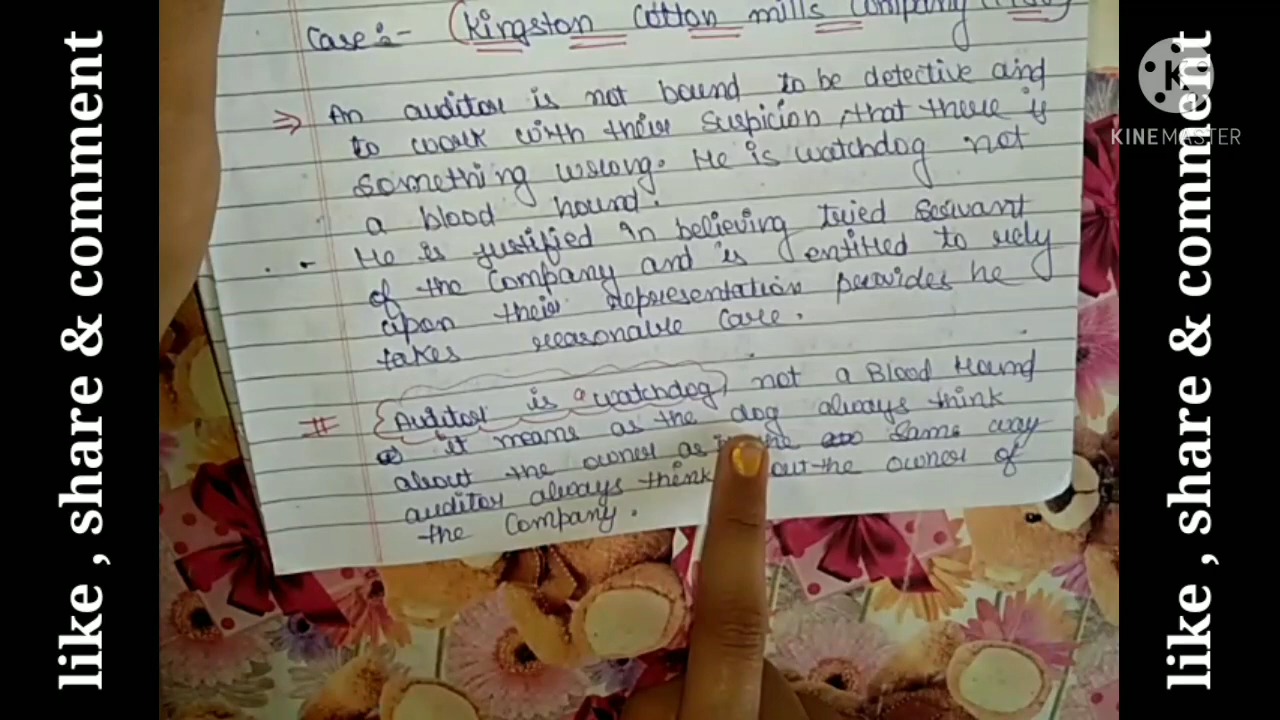 Case :- (Kingston Cotton mills Company
⇒ An auditor is not bound to be detective and
to work with their suspicion, that there is
something wrong. He is watchdog not
a blood hound.
- He is justified in believing tried servant
of the company and is entitled to rely
upon their representation provides he
takes reasonable care.
# Auditor is a watchdog, not a Blood Hound
it means as the dog always think
about the owner as the same way
auditor always think the owner of
the company.
like , share & comment
like , share & comment
K
KINEMASTER